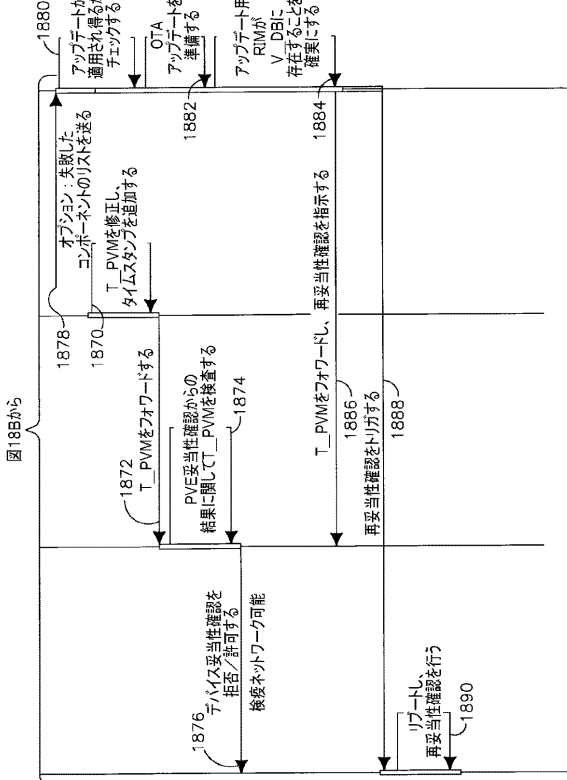 図18Bから
1880
アップデートが
適用され得るか
チェックする
OTA
アップデートを
準備する
1882
アップデート用
RIMが
V_DBに
存在することを
確実にする
1884
オプション:失敗した
コンポーネントのリストを送る
1878
1870
T_PVMを修正し、
タイムスタンプを追加する
1872
T_PVMをフォワードする
PVE妥当性確認からの
結果に関してT_PVMを検査する
1874
1876
デバイス妥当性確認を
拒否/許可する
検疫ネットワーク可能
T_PVMをフォワードし、再妥当性確認を指示する
1886
再妥当性確認をトリガする
1888
リブートし、
再妥当性確認を行う
1890